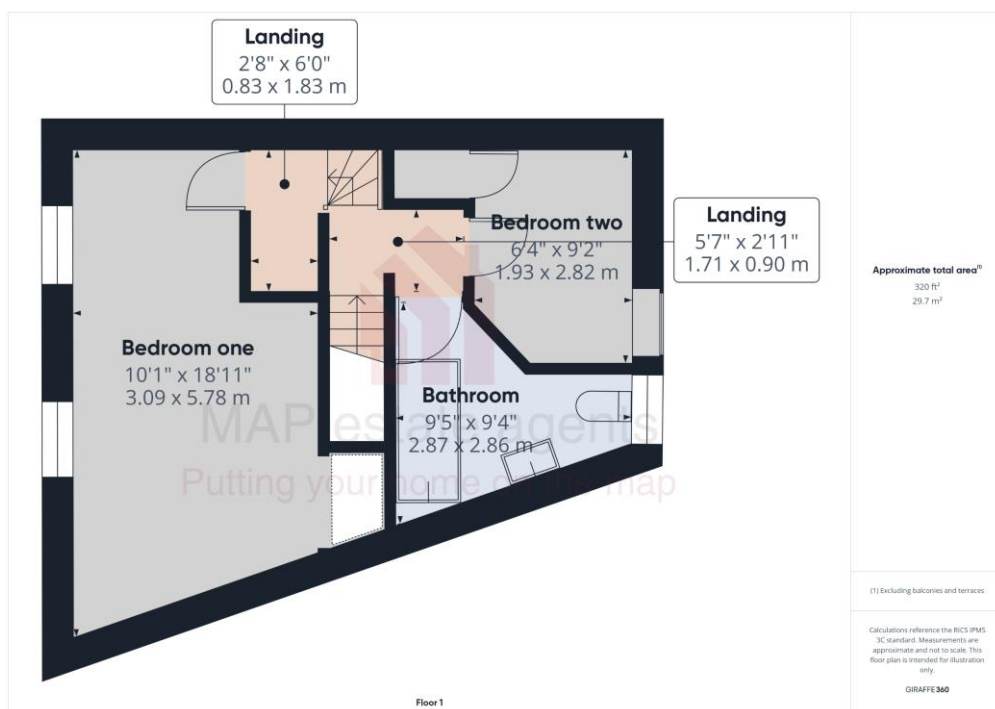 Landing
2'8" x 6'0"
0.83 x 1.83 m
Bedroom two
6'4" x 9'2"
1.93 x 2.82 m
Landing
5'7" x 2'11"
1.71 x 0.90 m
Bedroom one
10'1" x 18'11"
3.09 x 5.78 m
Bathroom
9'5" x 9'4"
2.87 x 2.86 m
MAP estate agents
Putting your home on the map
Floor 1
Approximate total area(1)
320 ft²
29.7 m²
(1) Excluding balconies and terraces
Calculations reference the RICS IPMS
3C standard. Measurements are
approximate and not to scale. This
floor plan is intended for illustration
only.
GIRAFFE360